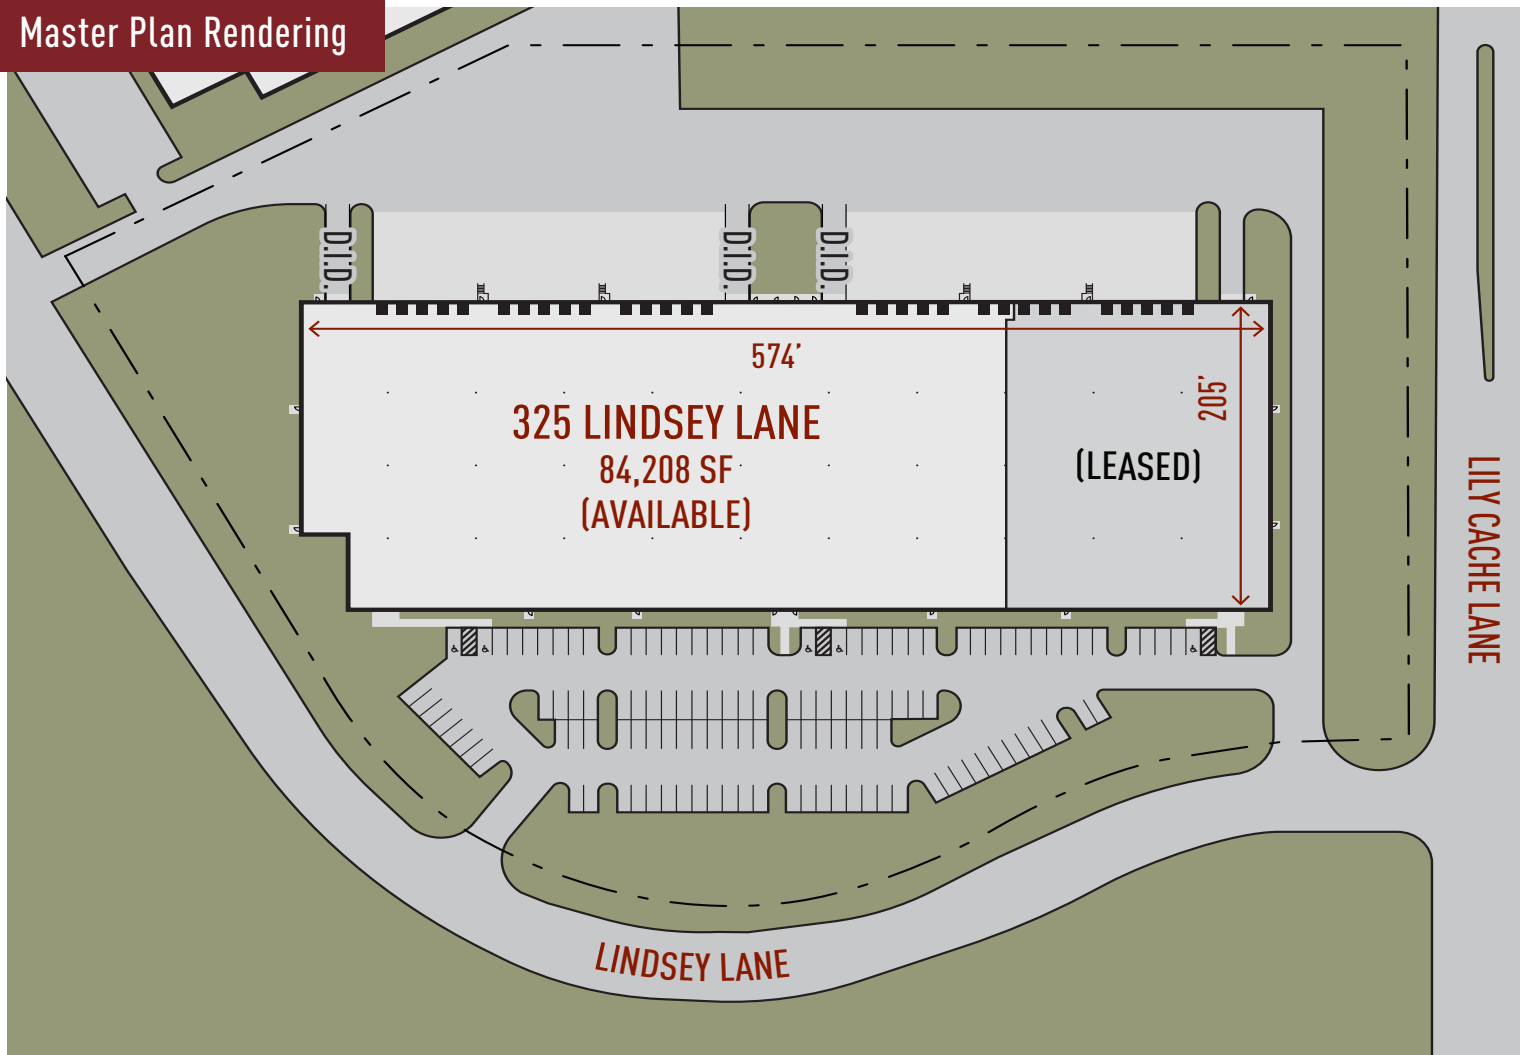 Master Plan Rendering
D.I.D.
D.I.D.
D.I.D.
574'
205'
325 LINDSEY LANE
84,208 SF
(AVAILABLE)
(LEASED)
LILY CACHE LANE
LINDSEY LANE